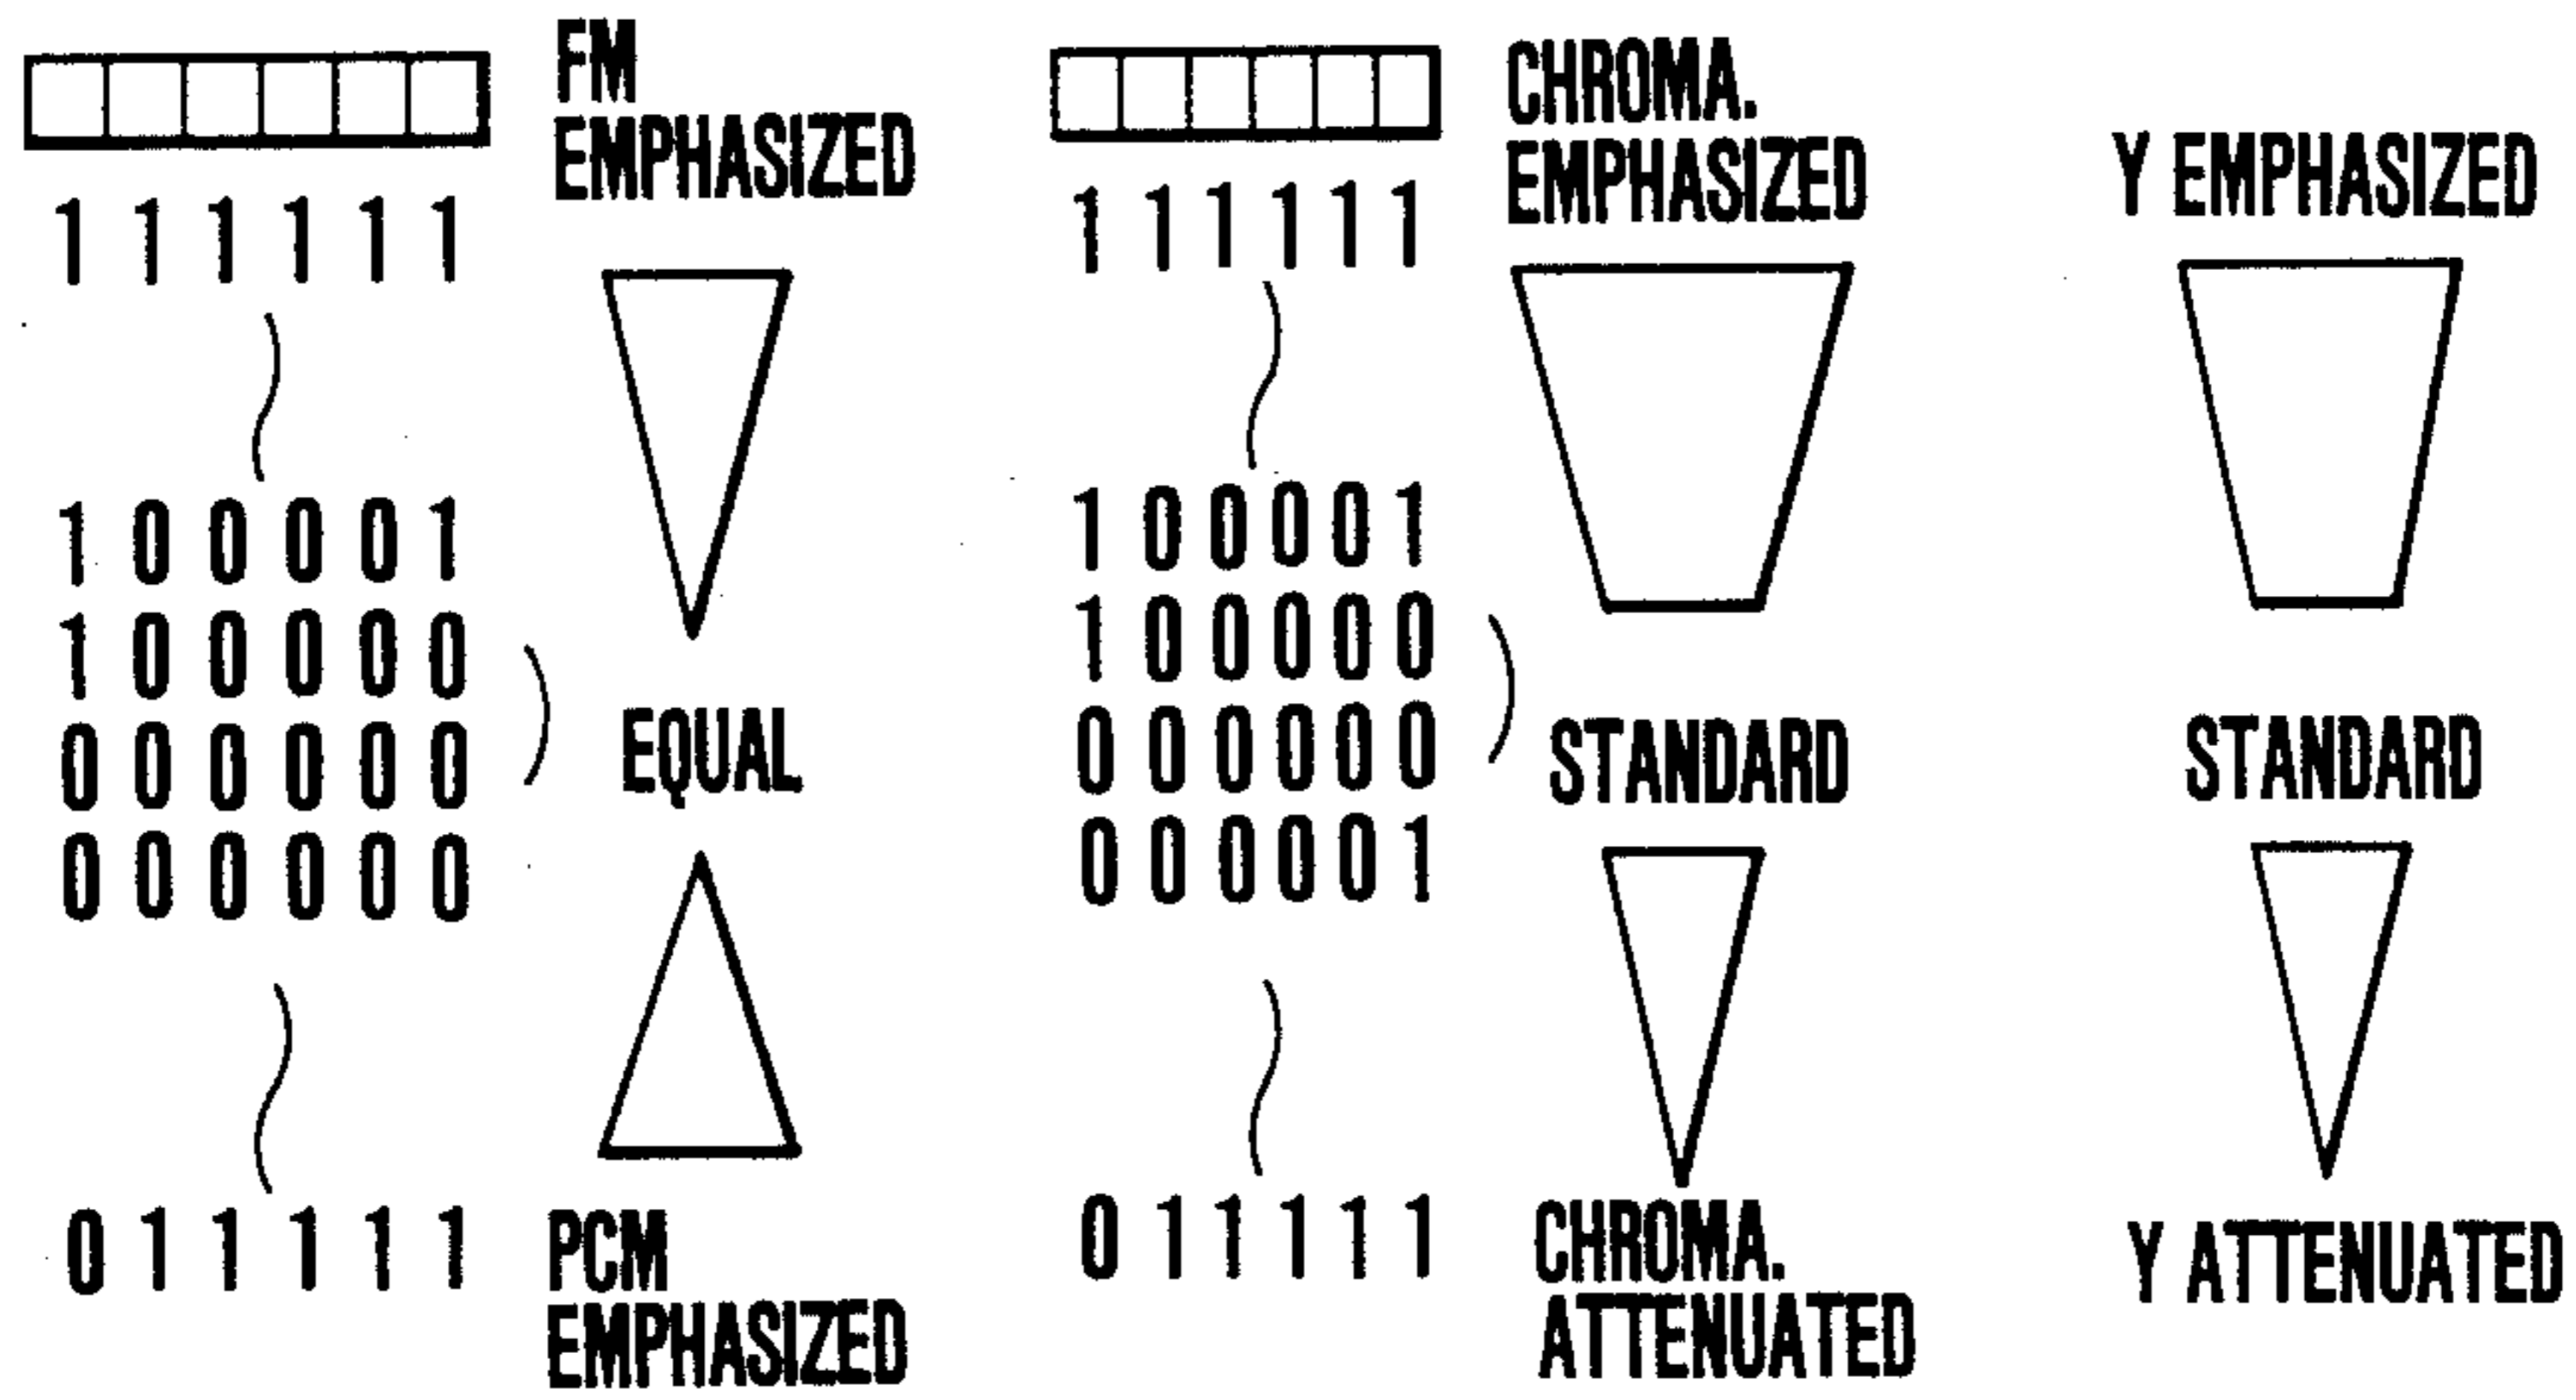 FM
EMPHASIZED
1 1 1 1 1 1
1 0 0 0 0 1
1 0 0 0 0 0
EQUAL
0 0 0 0 0 0
0 0 0 0 0 0
0 1 1 1 1 1
PCM
EMPHASIZED
CHROMA.
EMPHASIZED
1 1 1 1 1 1
1 0 0 0 0 1
1 0 0 0 0 0
STANDARD
0 0 0 0 0 0
0 0 0 0 0 1
0 1 1 1 1 1
CHROMA.
ATTENUATED
Y EMPHASIZED
STANDARD
Y ATTENUATED